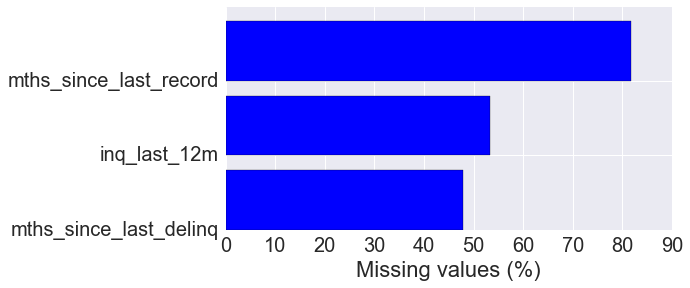 mths_since_last_record
inq_last_12m
mths_since_last_delinq
0 10 20 30 40 50 60 70 80 90
Missing values (%)